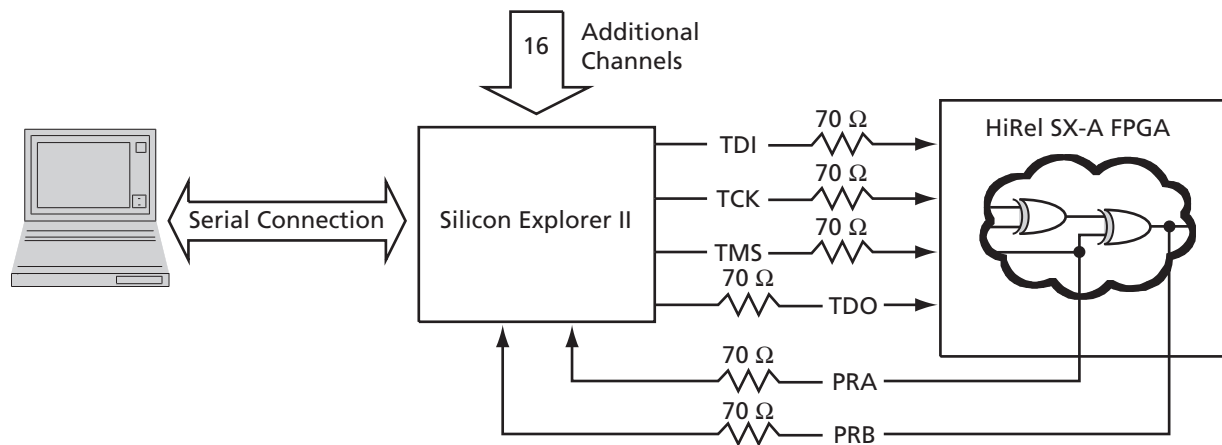 16
Additional
Channels
70 Ω
HiRel SX-A FPGA
TDI
70 Ω
Serial Connection
Silicon Explorer II
TCK
70 Ω
TMS
70 Ω
TDO
70 Ω
PRA
70 Ω
PRB